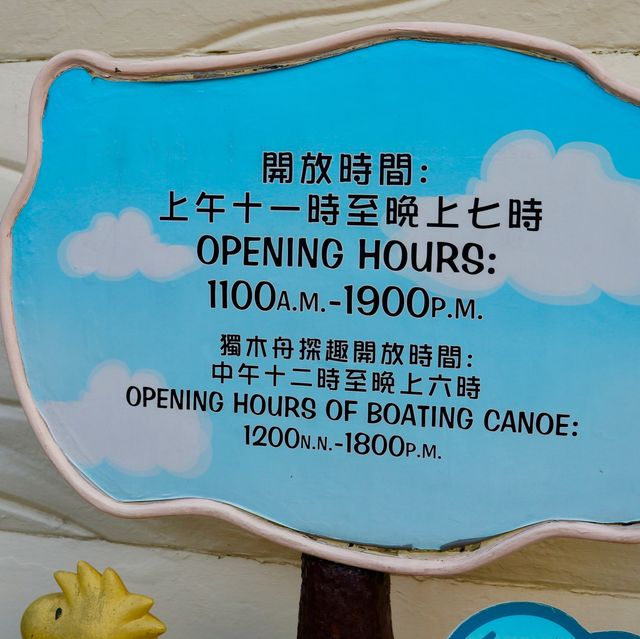 開放時間:
上午十一時至晚上七時
OPENING HOURS:
1100A.M.-1900P.M.
獨木舟探趣開放時間:
中午十二時至晚上六時
OPENING HOURS OF BOATING CANOE:
1200N.N.-1800P.M.